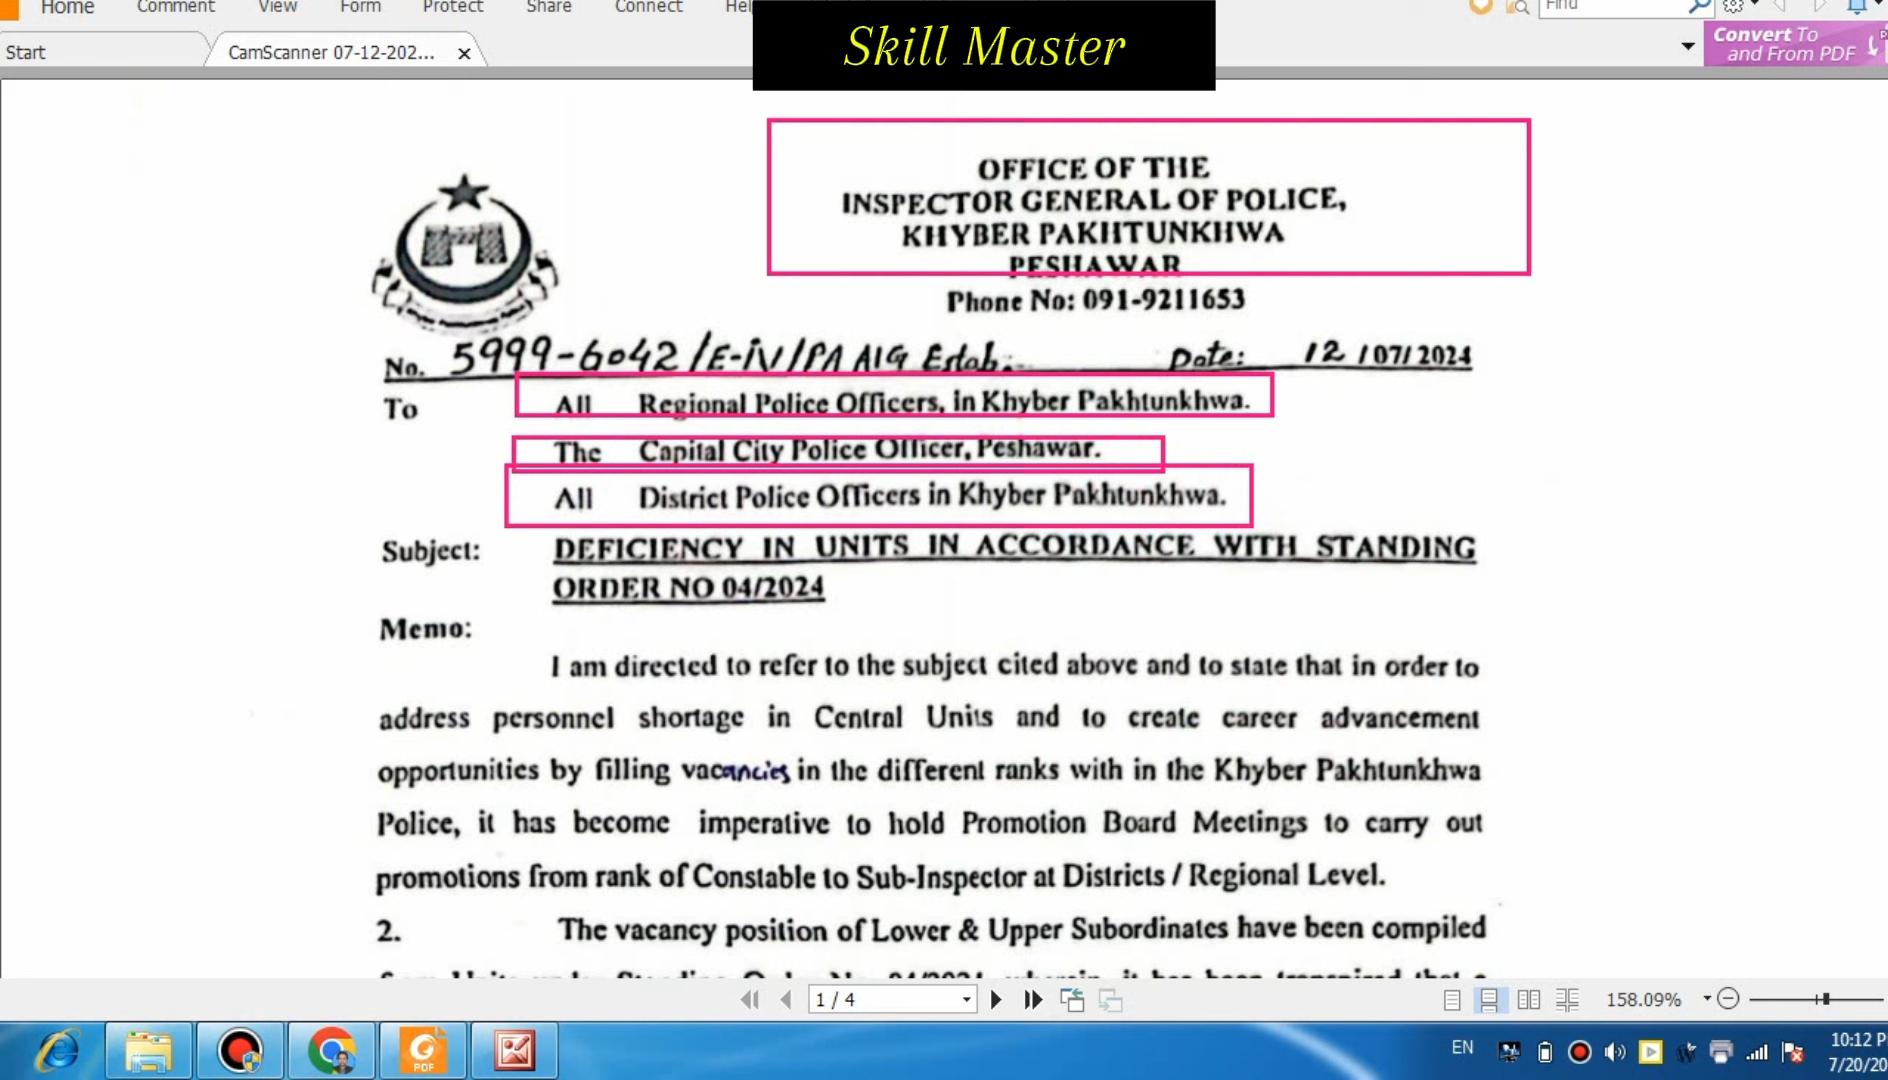 Home Comment View Form Protect Share Connect
Find
Skill Master
Start
CamScanner 07-12-202...
Convert To
and From PDF
OFFICE OF THE
INSPECTOR GENERAL OF POLICE,
KHYBER PAKHTUNKHWA
PESHAWAR
Phone No: 091-9211653
No. 5999-6042/E-IV/PA AIG Estab: Date: 12 /07/2024
To All Regional Police Officers, in Khyber Pakhtunkhwa.
The Capital City Police Officer, Peshawar.
All District Police Officers in Khyber Pakhtunkhwa.
Subject: DEFICIENCY IN UNITS IN ACCORDANCE WITH STANDING
ORDER NO 04/2024
Memo:
I am directed to refer to the subject cited above and to state that in order to
address personnel shortage in Central Units and to create career advancement
opportunities by filling vacancies in the different ranks with in the Khyber Pakhtunkhwa
Police, it has become imperative to hold Promotion Board Meetings to carry out
promotions from rank of Constable to Sub-Inspector at Districts / Regional Level.
2. The vacancy position of Lower & Upper Subordinates have been compiled
1 / 4
158.09%
PDF
EN
10:12 P
7/20/20